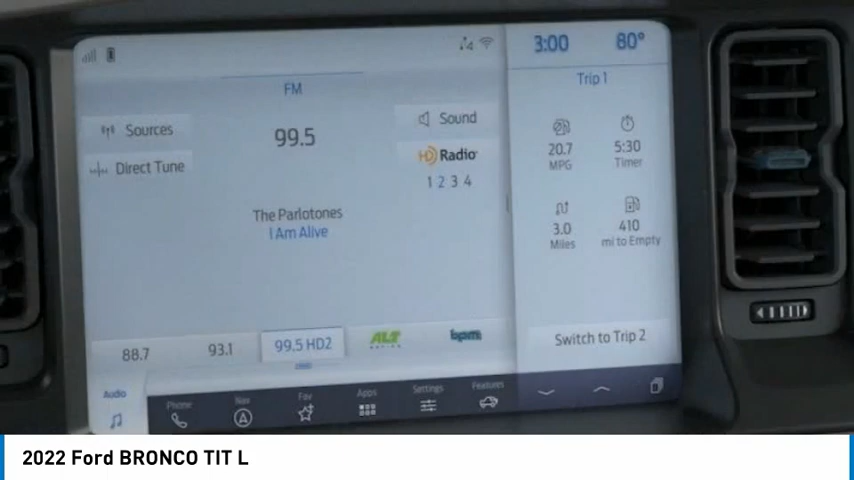 3:00 80°
FM
Trip 1
Sources
99.5
Sound
Direct Tune
HD Radio
1 2 3 4
20.7
MPG
5:30
Timer
The Parlotones
I Am Alive
3.0
Miles
410
mi to Empty
88.7 93.1 99.5 HD2 ALT bpm
Switch to Trip 2
Audio
Phone Nav Fav Apps Settings Features
2022 Ford BRONCO TIT L